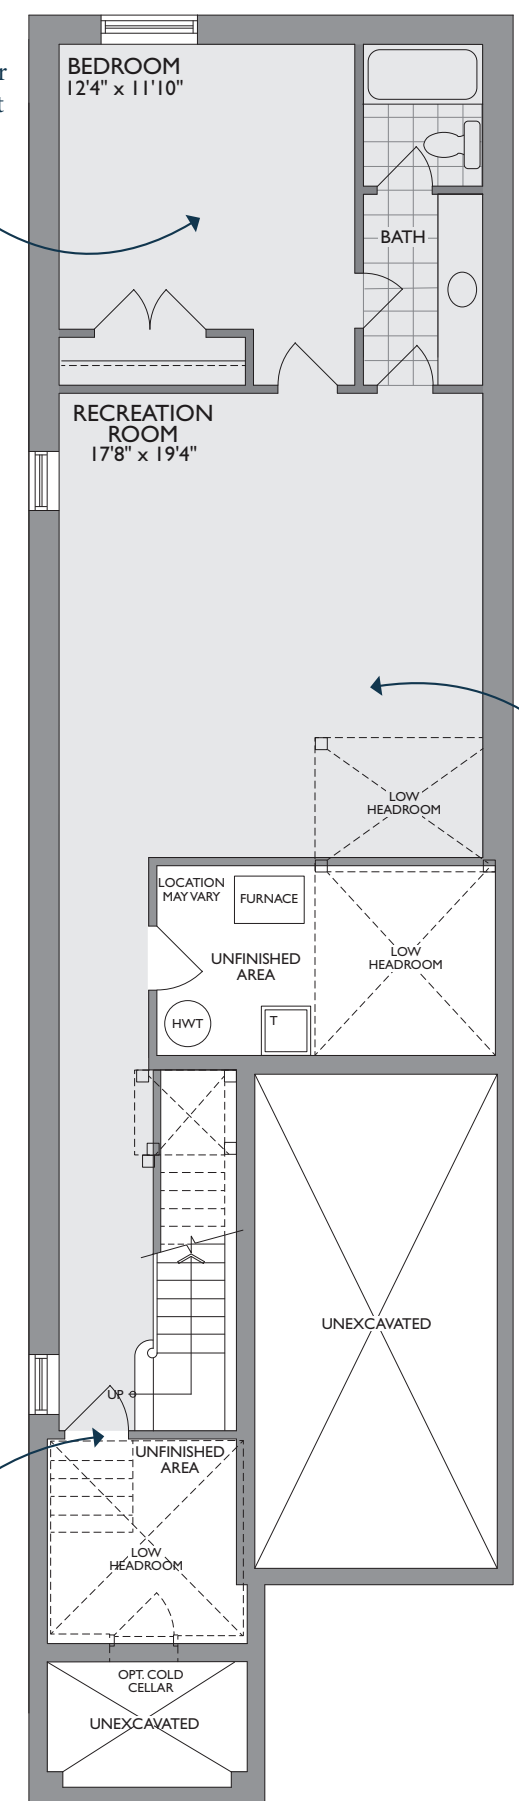 BEDROOM
12'4" x 11'10"
BATH
RECREATION
ROOM
17'8" x 19'4"
LOW
HEADROOM
LOCATION
MAY VARY
FURNACE
UNFINISHED
AREA
LOW
HEADROOM
HWT
T
UNEXCAVATED
UP
UNFINISHED
AREA
LOW
HEADROOM
OPT. COLD
CELLAR
UNEXCAVATED